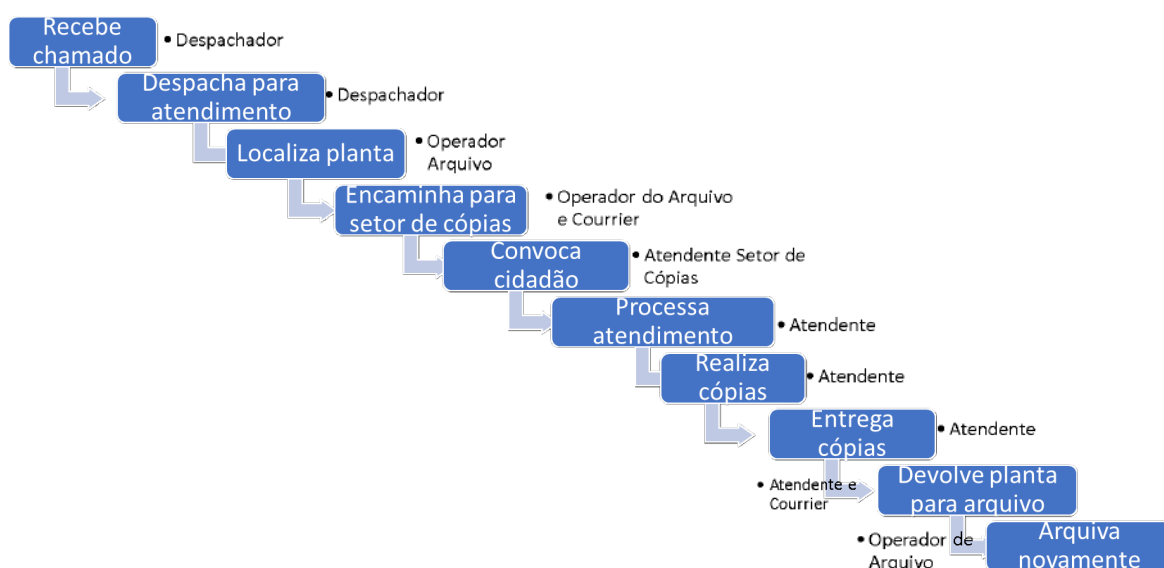 Recebe
chamado
• Despachador
Despacha para
atendimento
• Despachador
Localiza planta
• Operador
Arquivo
Encaminha para
setor de cópias
• Operador do Arquivo
e Courrier
Convoca
cidadão
• Atendente Setor de
Cópias
Processa
atendimento
• Atendente
Realiza
cópias
• Atendente
Entrega
cópias
• Atendente
Devolve planta
para arquivo
• Atendente e
Courrier
Arquiva
novamente
• Operador de
Arquivo